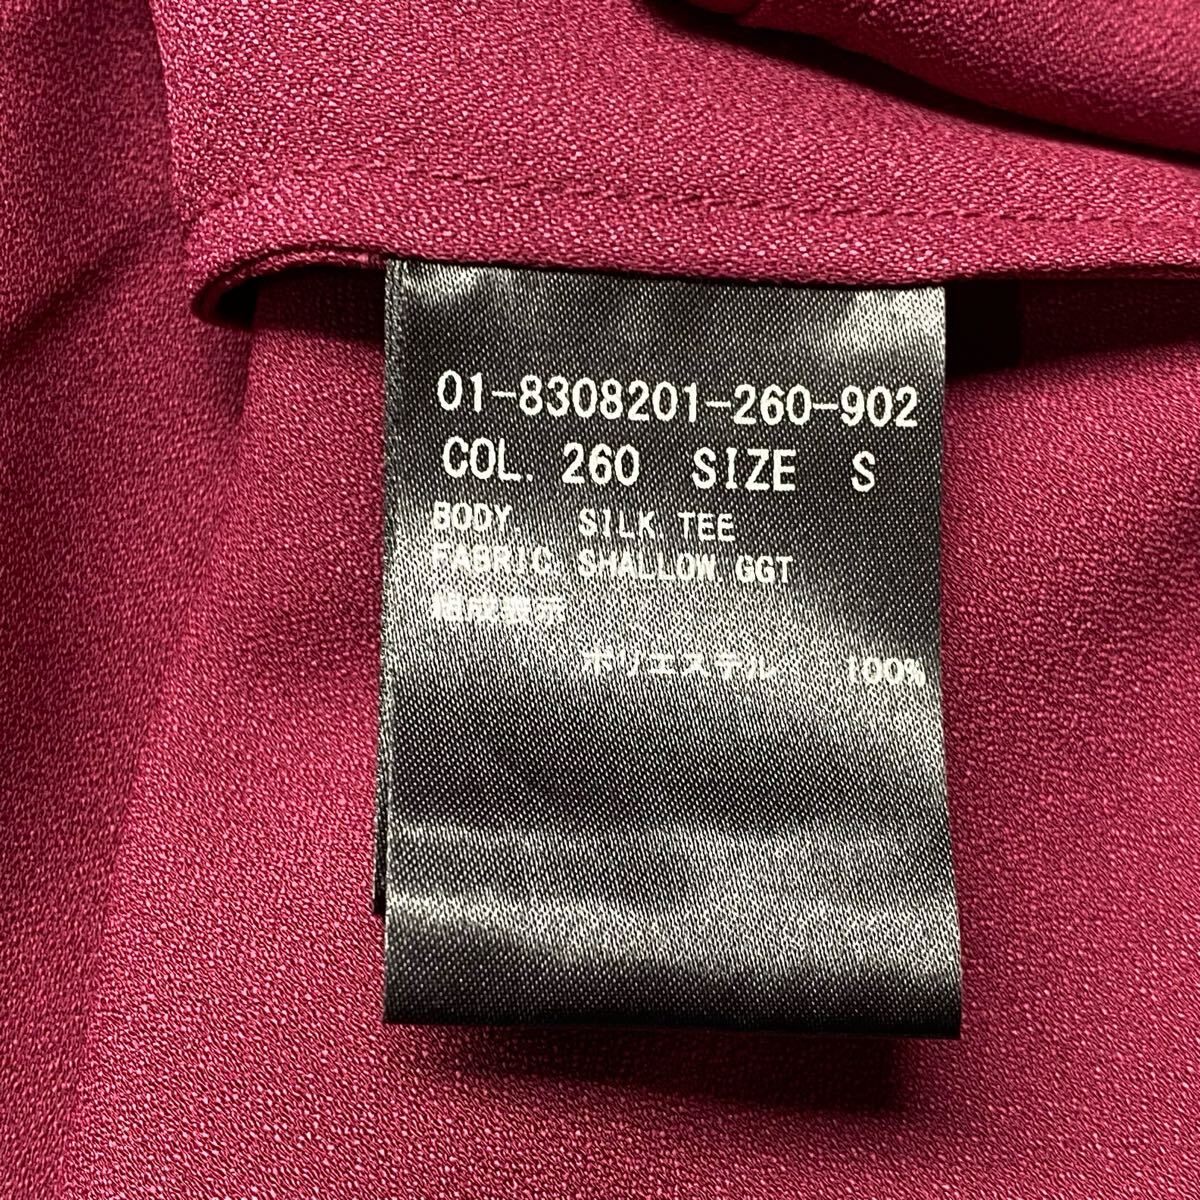 01-8308201-260-902
COL. 260 SIZE S
BODY SILK TEE
FABRIC. SHALLOW GGT
組成表示
ポリエステル 100%